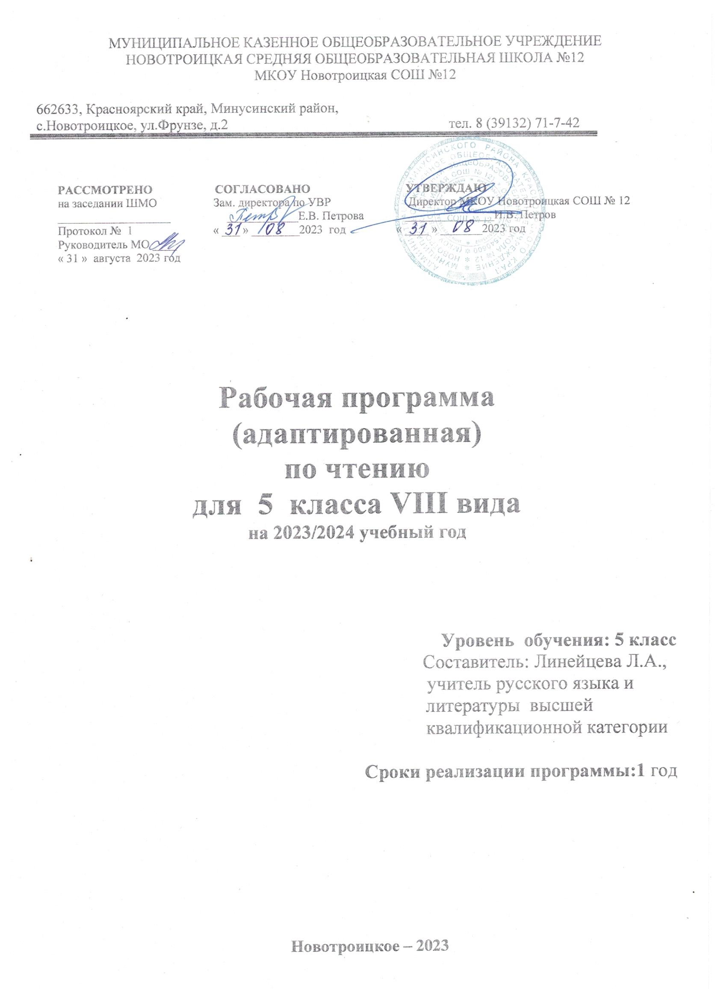 МУНИЦИПАЛЬНОЕ КАЗЕННОЕ ОБЩЕОБРАЗОВАТЕЛЬНОЕ УЧРЕЖДЕНИЕ
НОВОТРОИЦКАЯ СРЕДНЯЯ ОБЩЕОБРАЗОВАТЕЛЬНАЯ ШКОЛА №12
МКОУ Новотроицкая СОШ №12
662633, Красноярский край, Минусинский район,
с.Новотроицкое, ул.Фрунзе, д.2 тел. 8 (39132) 71-7-42
РАССМОТРЕНО
на заседании ШМО
Протокол № 1
Руководитель МО
« 31 » августа 2023 год
СОГЛАСОВАНО
Зам. директора по УВР
Е.В. Петрова
« 31 » 08 2023 год
УТВЕРЖДАЮ
Директор МКОУ Новотроицкая СОШ № 12
И.В. Петров
« 31 » 08 2023 год
Рабочая программа
(адаптированная)
по чтению
для 5 класса VIII вида
на 2023/2024 учебный год
Уровень обучения: 5 класс
Составитель: Линейцева Л.А.,
учитель русского языка и
литературы высшей
квалификационной категории
Сроки реализации программы:1 год
Новотроицкое – 2023